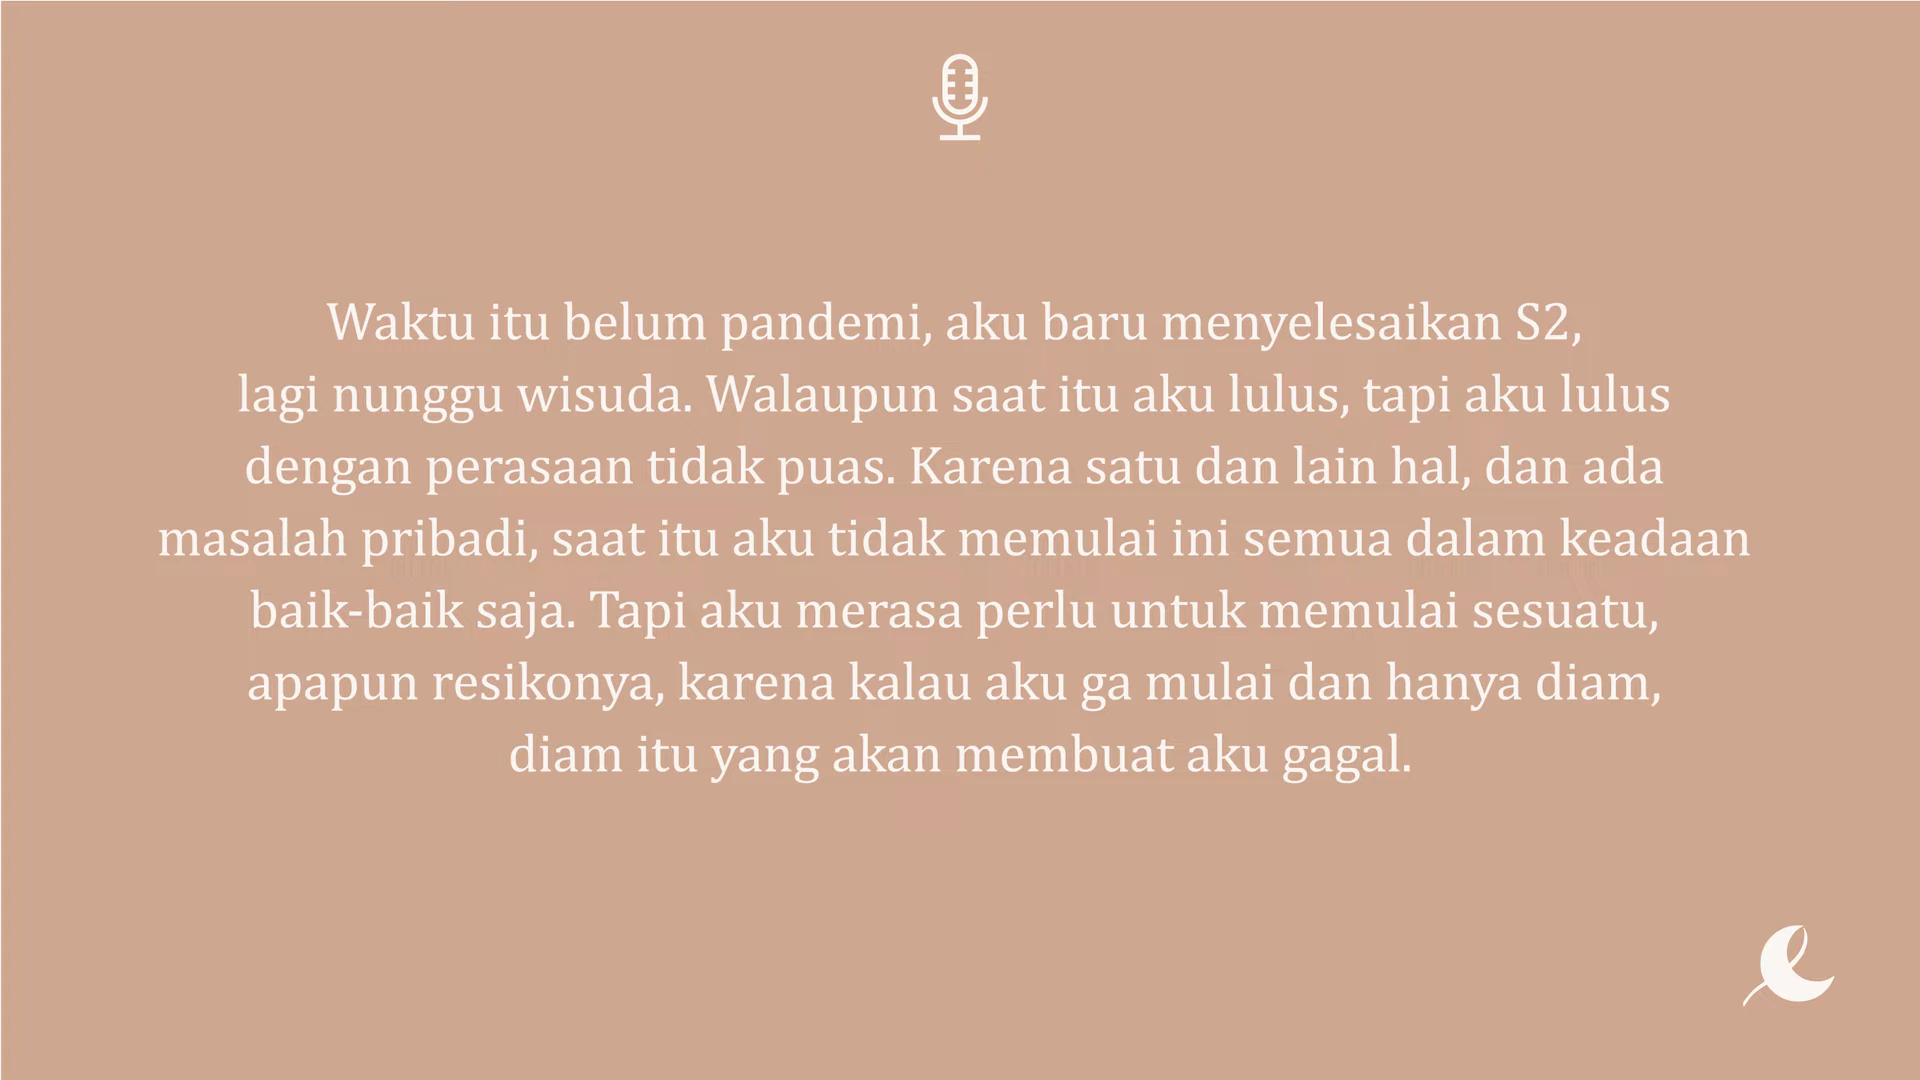 Waktu itu belum pandemi, aku baru menyelesaikan S2,
lagi nunggu wisuda. Walaupun saat itu aku lulus, tapi aku lulus
dengan perasaan tidak puas. Karena satu dan lain hal, dan ada
masalah pribadi, saat itu aku tidak memulai ini semua dalam keadaan
baik-baik saja. Tapi aku merasa perlu untuk memulai sesuatu,
apapun resikonya, karena kalau aku ga mulai dan hanya diam,
diam itu yang akan membuat aku gagal.